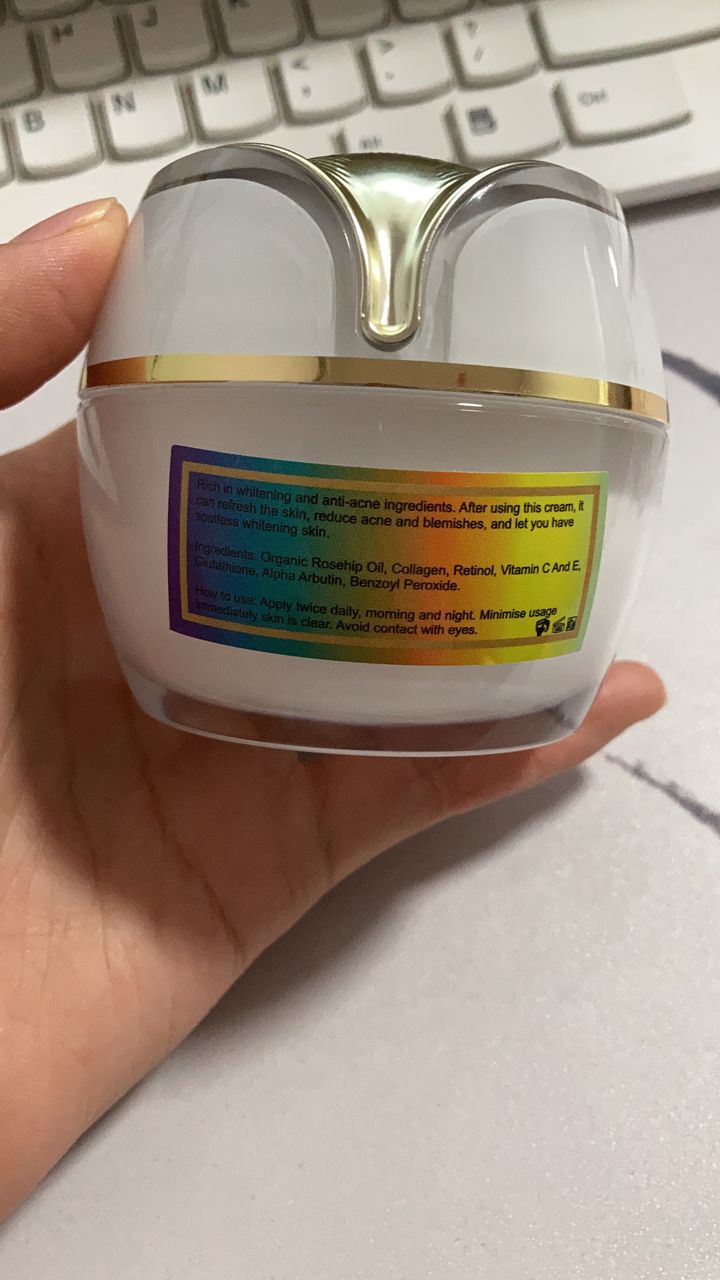 H
J
K
B
N
M
<
,
>
.
?
/
Alt
Ctrl
Rich in whitening and anti-acne ingredients. After using this cream, it
can refresh the skin, reduce acne and blemishes, and let you have
spotless whitening skin.
Ingredients: Organic Rosehip Oil, Collagen, Retinol, Vitamin C And E,
Glutathione, Alpha Arbutin, Benzoyl Peroxide.
How to use: Apply twice daily, morning and night. Minimise usage
immediately skin is clear. Avoid contact with eyes.